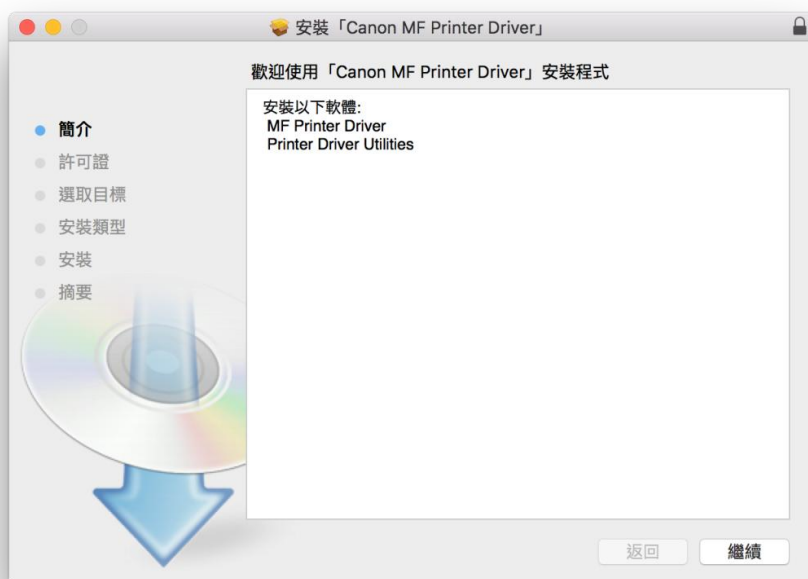 安裝「Canon MF Printer Driver」
歡迎使用「Canon MF Printer Driver」安裝程式
簡介
許可證
選取目標
安裝類型
安裝
摘要
安裝以下軟體:
MF Printer Driver
Printer Driver Utilities
返回
繼續